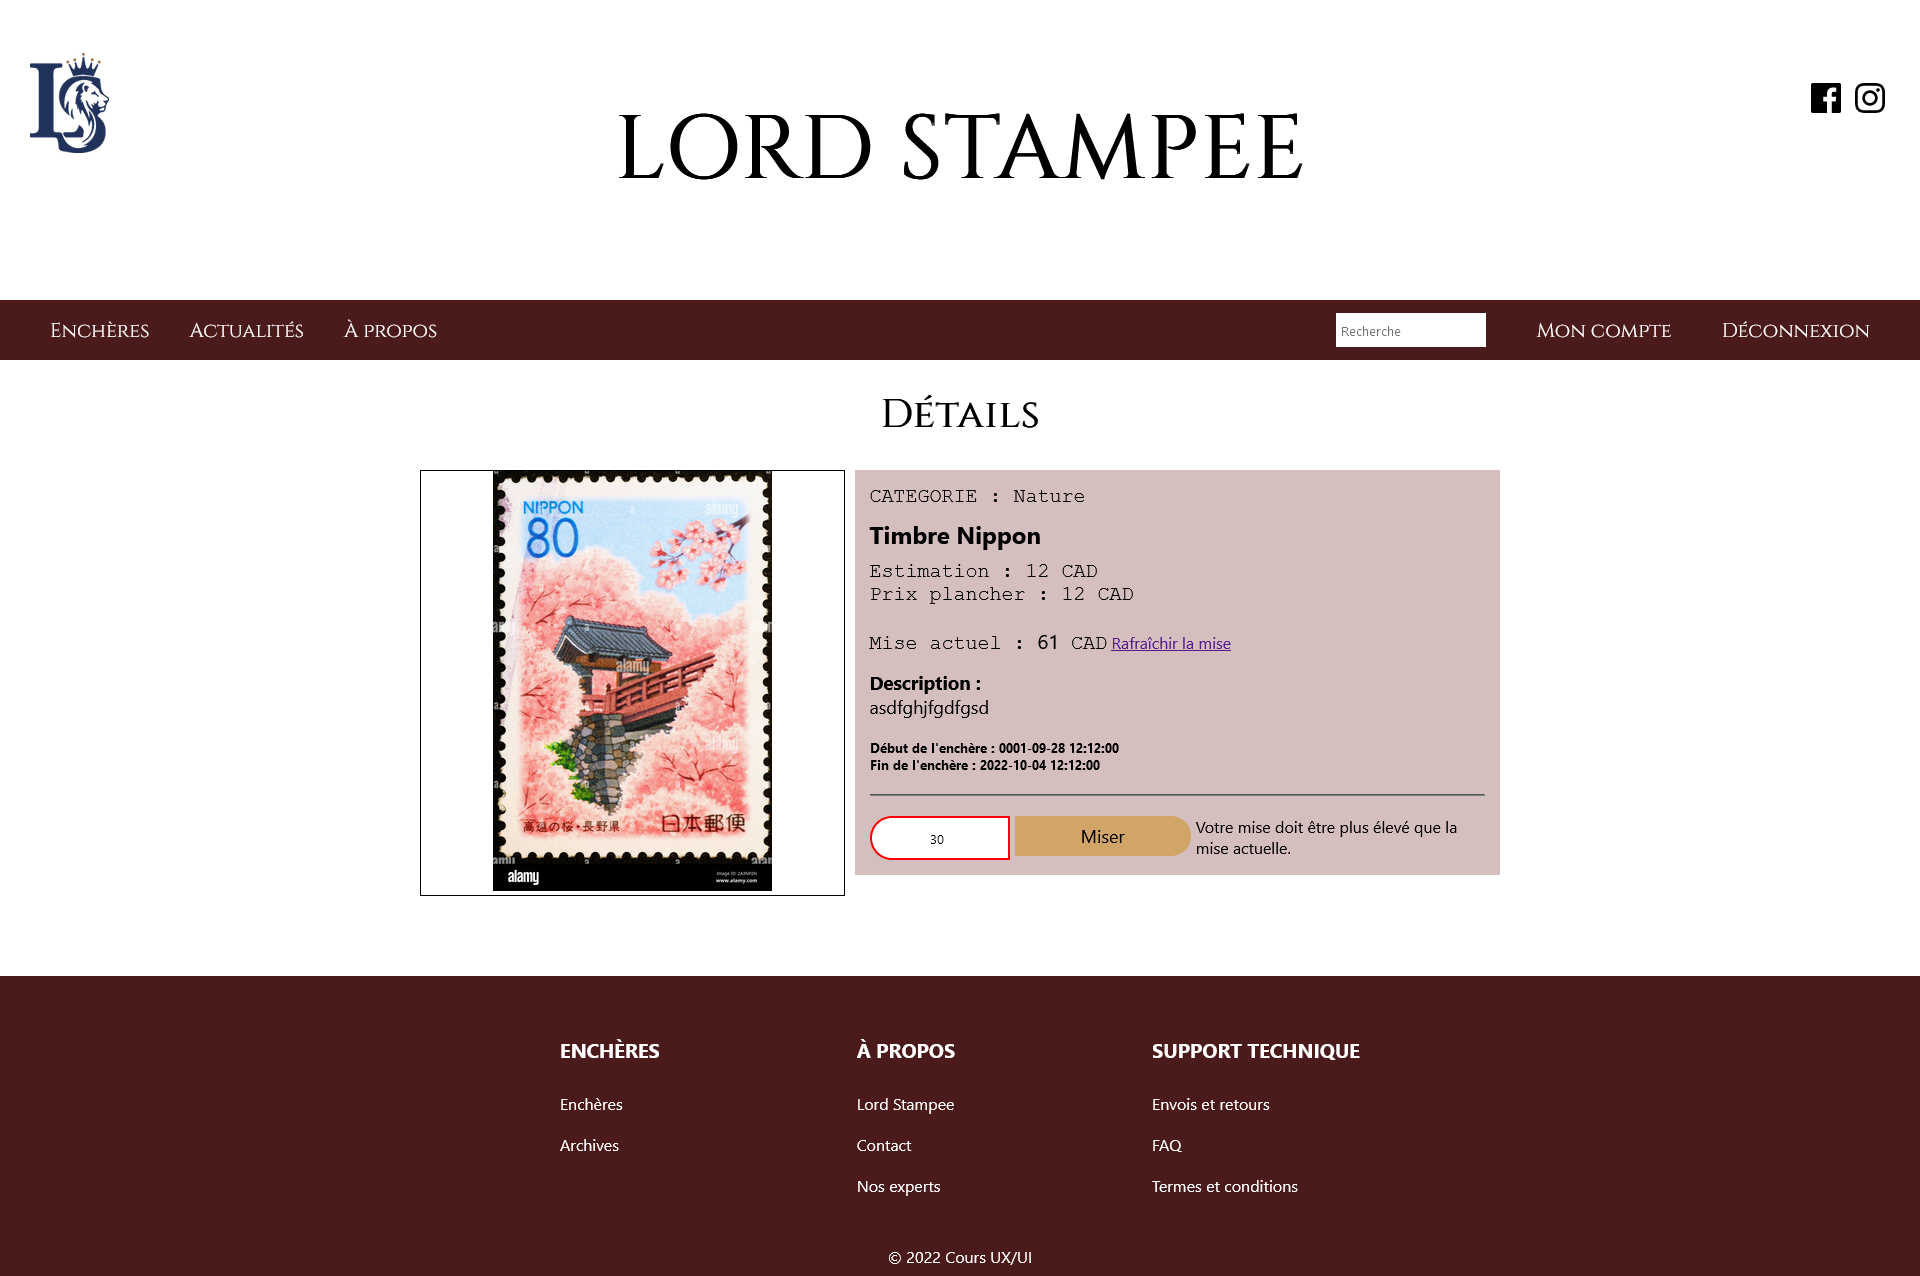 LS
LORD STAMPEE
Enchères
Actualités
À propos
Recherche
Mon compte
Déconnexion
Détails
NIPPON
80
a
alamy
高遠の桜・長野県
日本郵便
alamy
Image ID: 2A3NP2N
www.alamy.com
CATEGORIE : Nature
Timbre Nippon
Estimation : 12 CAD
Prix plancher : 12 CAD
Mise actuel : 61 CAD Rafraîchir la mise
Description :
asdfghjfgdfgsd
Début de l'enchère : 0001-09-28 12:12:00
Fin de l'enchère : 2022-10-04 12:12:00
30
Miser
Votre mise doit être plus élevé que la
mise actuelle.
ENCHÈRES
Enchères
Archives
À PROPOS
Lord Stampee
Contact
Nos experts
SUPPORT TECHNIQUE
Envois et retours
FAQ
Termes et conditions
© 2022 Cours UX/UI